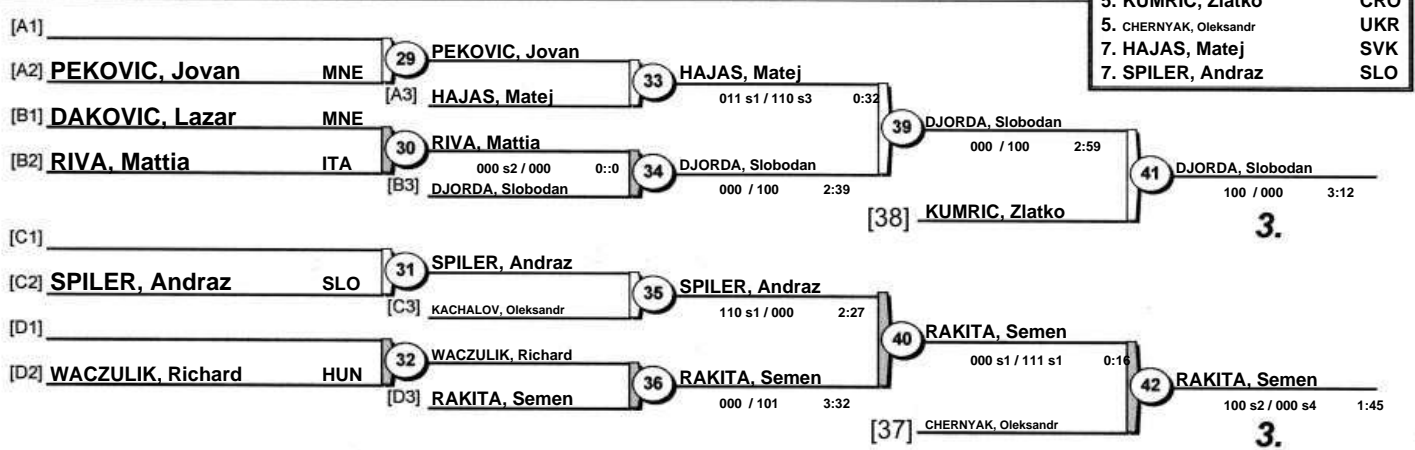 5. KUMRIC, Zlatko CRO
5. CHERNYAK, Oleksandr UKR
7. HAJAS, Matej SVK
7. SPILER, Andraz SLO
[A1]
[A2] PEKOVIC, Jovan MNE
29 PEKOVIC, Jovan
[A3] HAJAS, Matej
33 HAJAS, Matej
011 s1 / 110 s3 0:32
[B1] DAKOVIC, Lazar MNE
[B2] RIVA, Mattia ITA
30 RIVA, Mattia
000 s2 / 000 0::0
[B3] DJORDA, Slobodan
34 DJORDA, Slobodan
000 / 100 2:39
39 DJORDA, Slobodan
000 / 100 2:59
[38] KUMRIC, Zlatko
41 DJORDA, Slobodan
100 / 000 3:12
3.
[C1]
[C2] SPILER, Andraz SLO
31 SPILER, Andraz
[C3] KACHALOV, Oleksandr
35 SPILER, Andraz
110 s1 / 000 2:27
[D1]
[D2] WACZULIK, Richard HUN
32 WACZULIK, Richard
[D3] RAKITA, Semen
36 RAKITA, Semen
000 / 101 3:32
40 RAKITA, Semen
000 s1 / 111 s1 0:16
[37] CHERNYAK, Oleksandr
42 RAKITA, Semen
100 s2 / 000 s4 1:45
3.